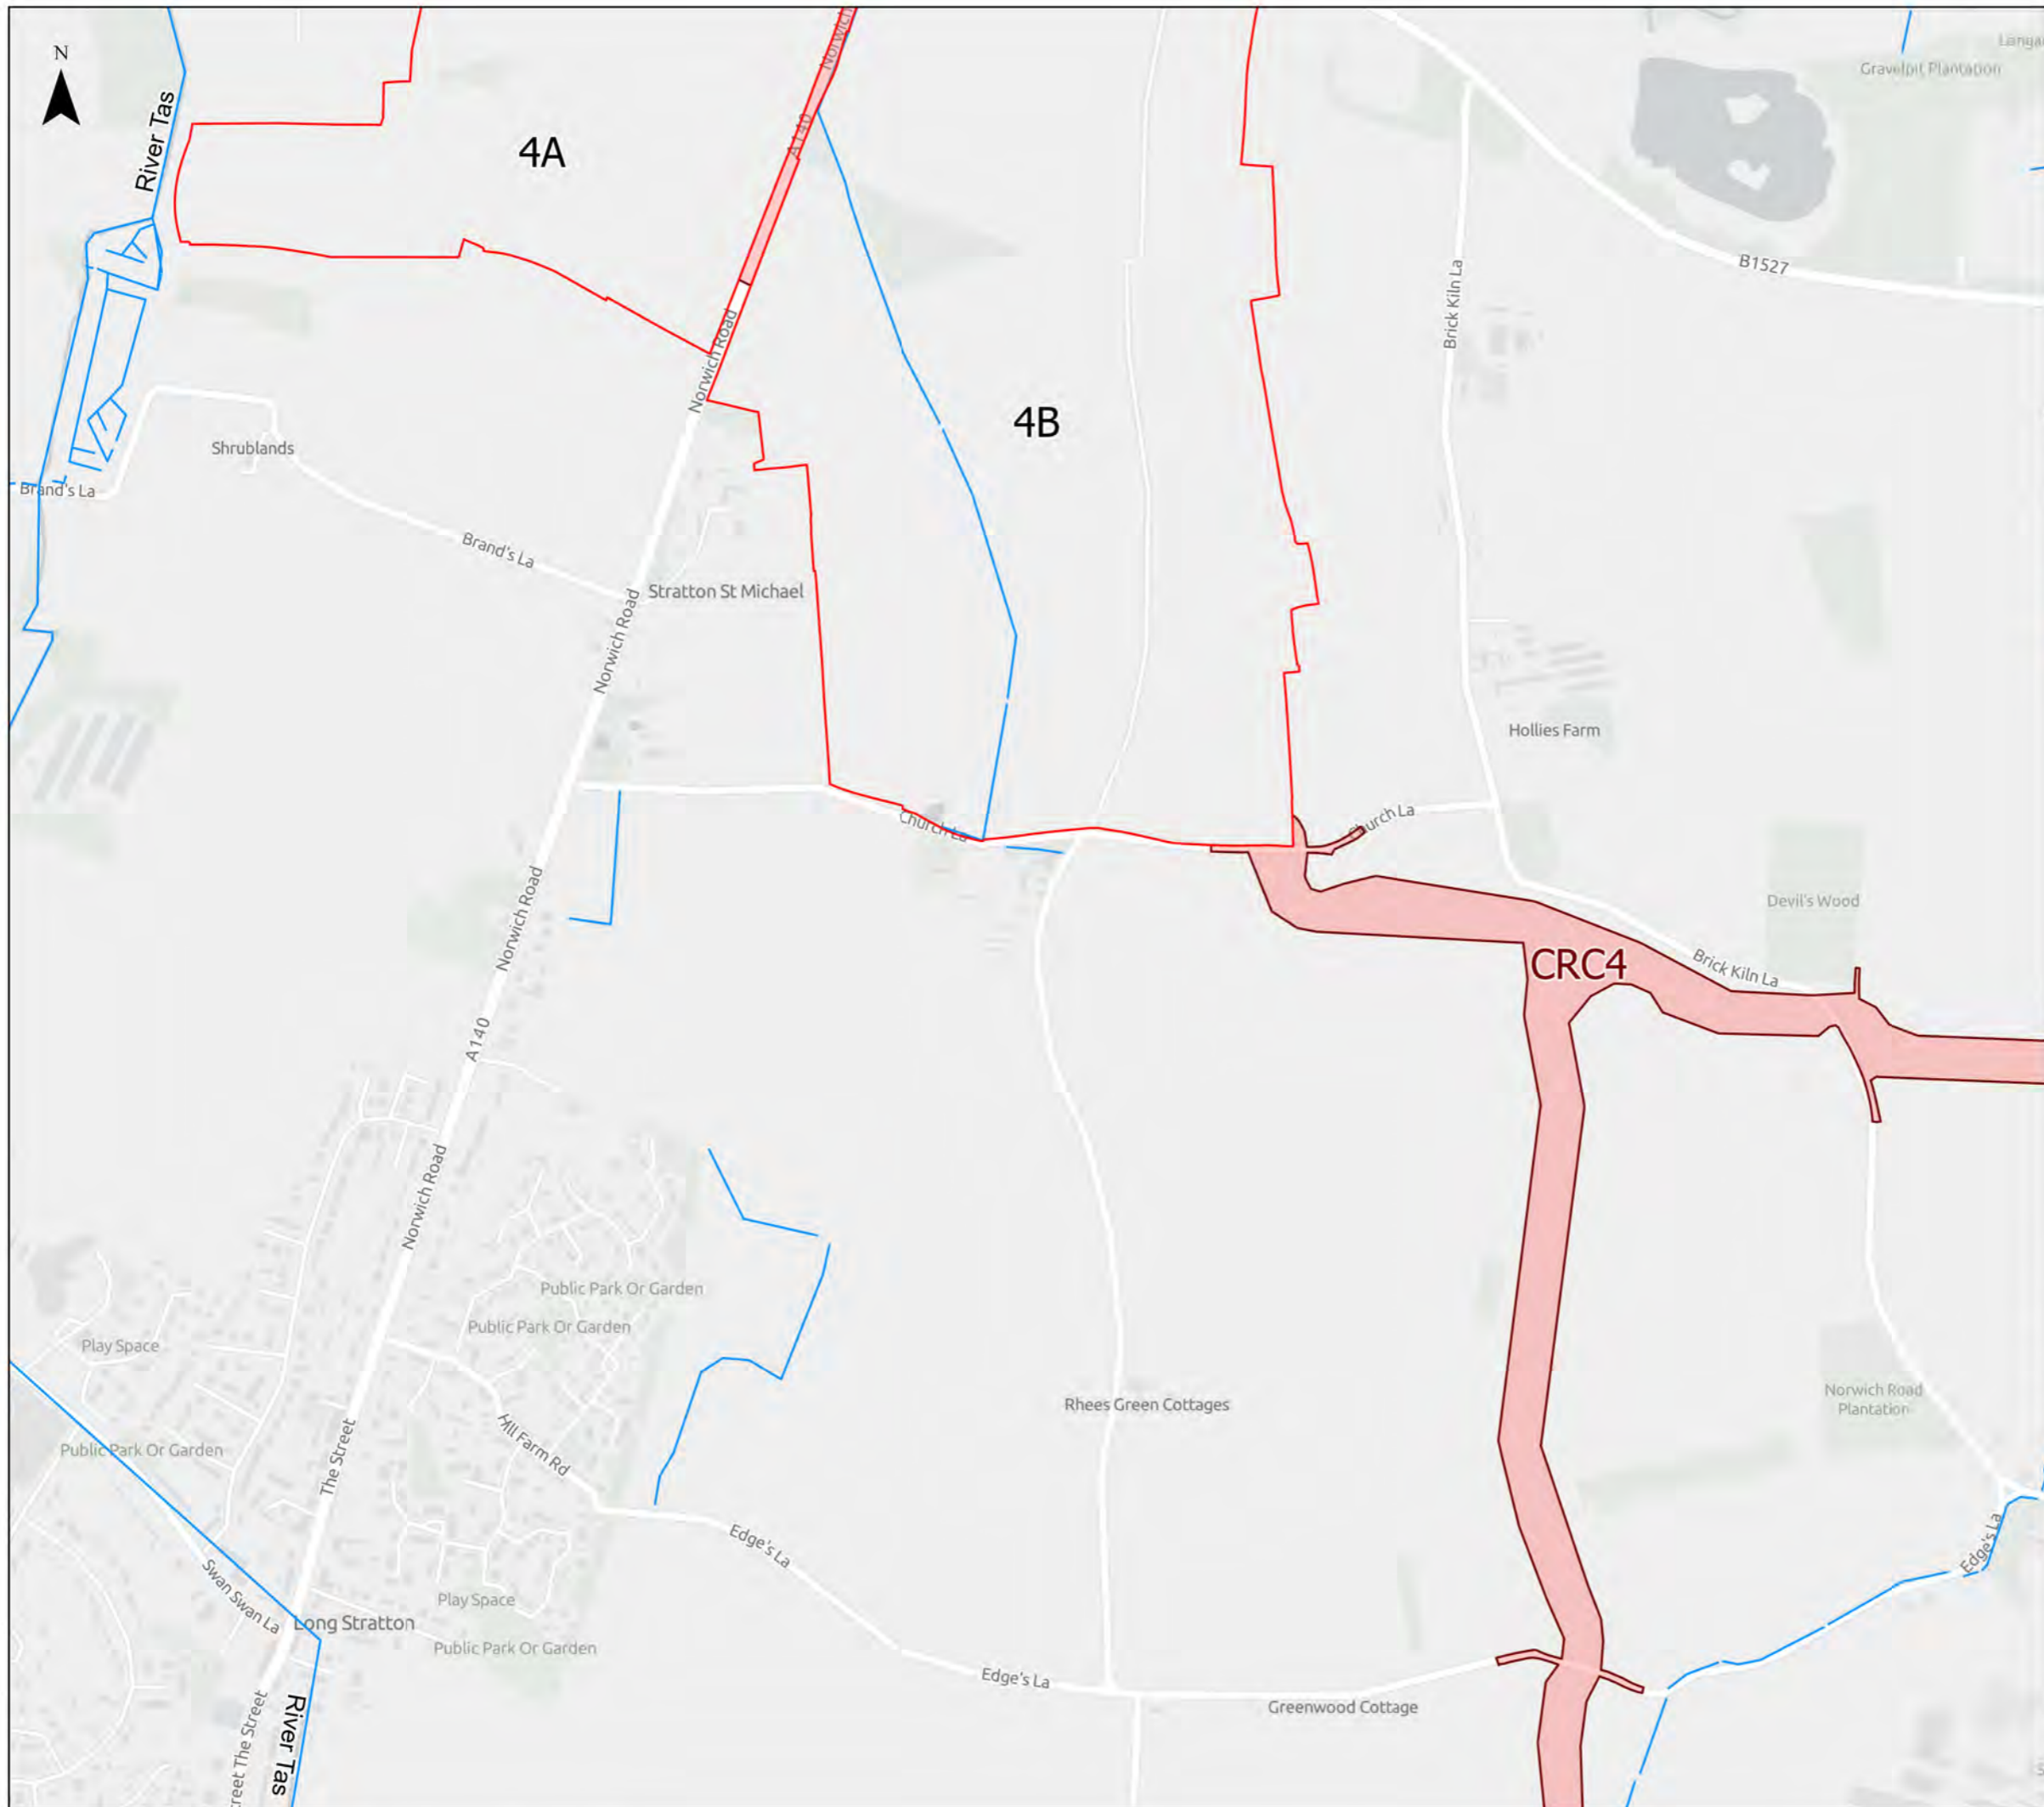 N
Norwich
Gravelpit Plantation
River Tas
4A
A140
B1527
Brick Kiln La
Norwich Road
4B
Shrublands
Brand's La
Brand's La
Stratton St Michael
Norwich Road
Hollies Farm
Church La
Church La
Devil's Wood
Norwich Road
CRC4
Brick Kiln La
A140
Norwich Road
Public Park Or Garden
Public Park Or Garden
Play Space
Norwich Road
Plantation
Rhees Green Cottages
Public Park Or Garden
The Street
Hill Farm Rd
Edge's La
Edge's La
Swan Swan La
Play Space
Long Stratton
Public Park Or Garden
Edge's La
Greenwood Cottage
River Tas
reet The Street